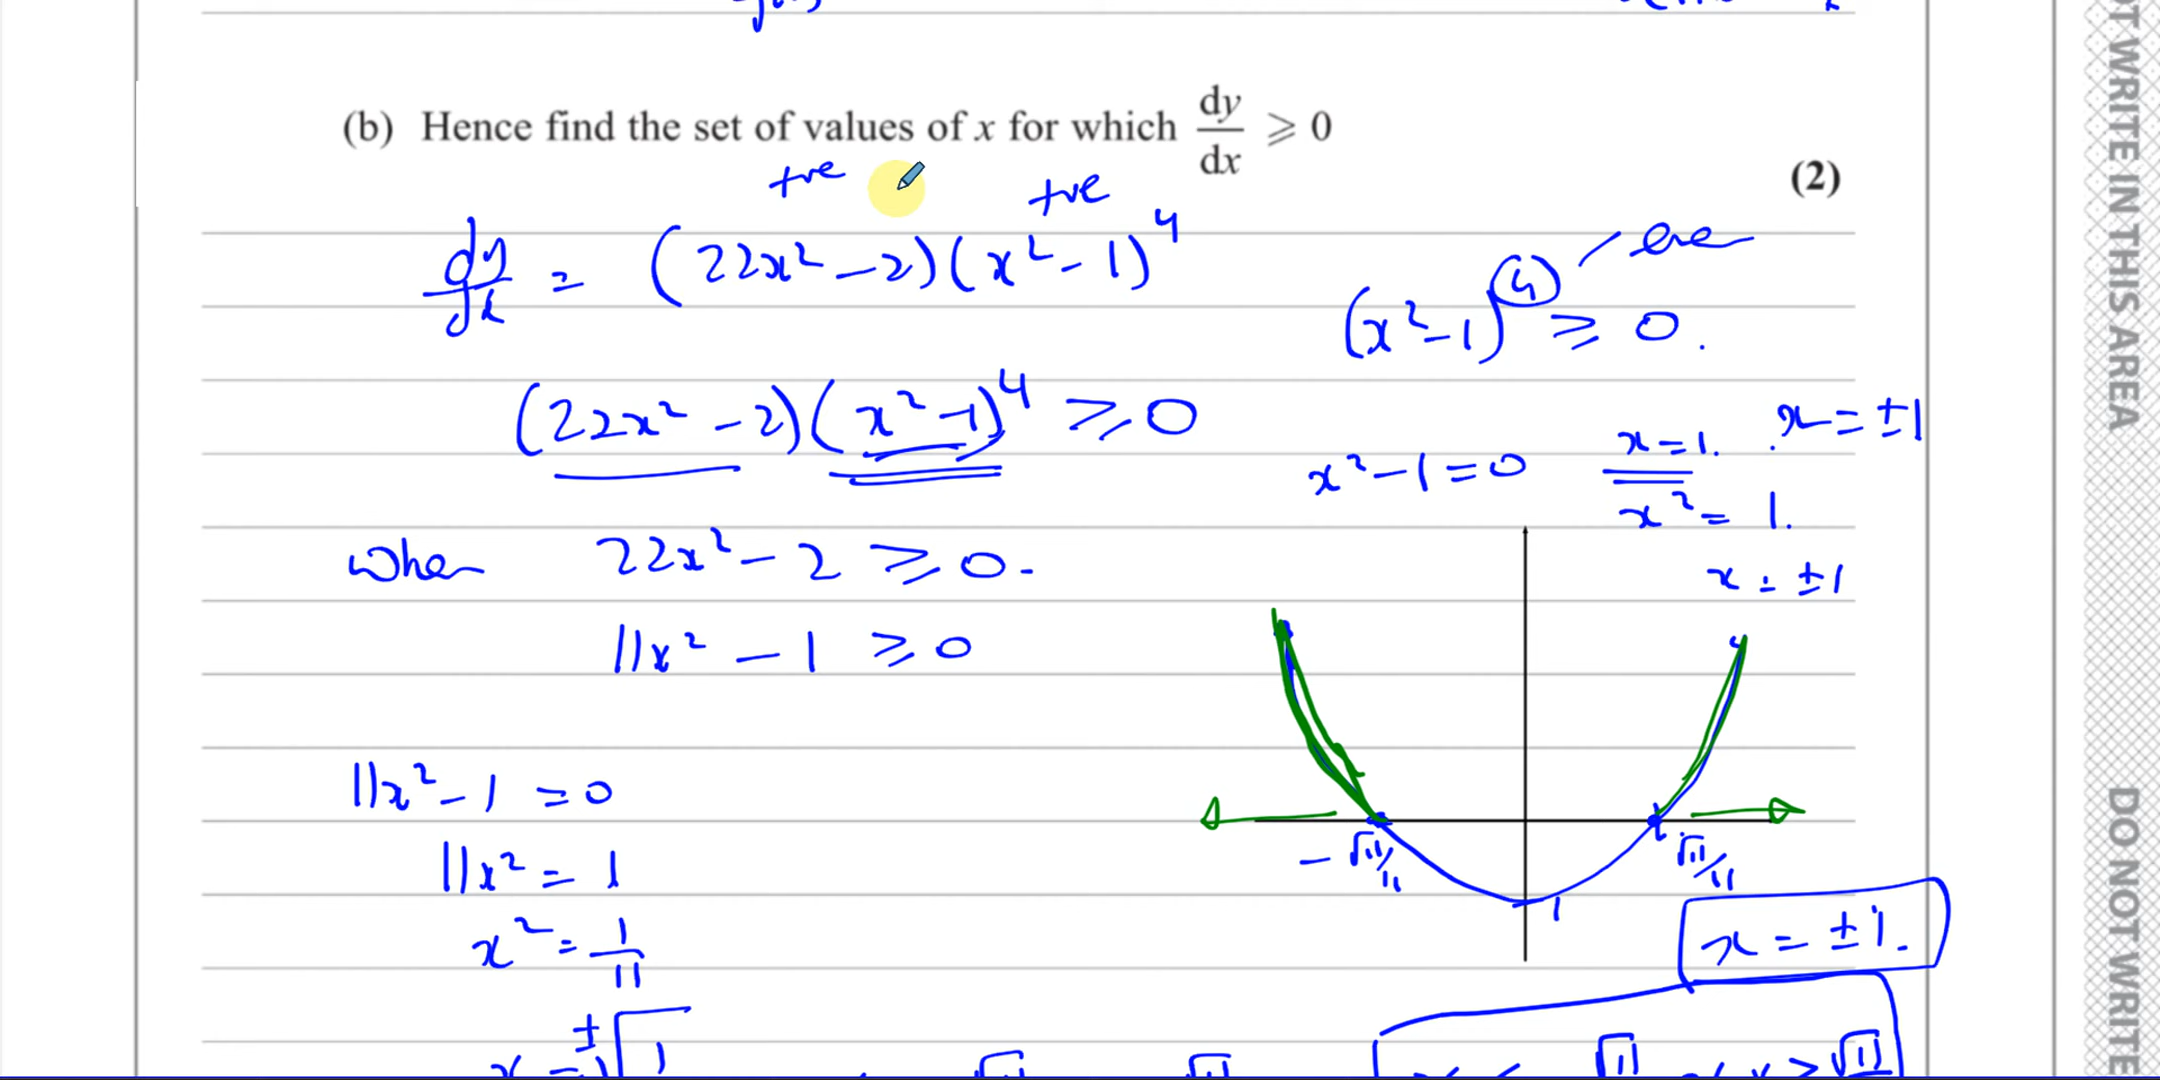 (b) Hence find the set of values of x for which dy/dx ⩾ 0
(2)
+ve +ve
dy/dx = (22x² - 2)(x² - 1)⁴
(x² - 1)⁴ ≥ 0.
(22x² - 2)(x² - 1)⁴ ≥ 0
x² - 1 = 0 x = 1. x = ±1
x² = 1.
x = ±1
When 22x² - 2 ≥ 0.
11x² - 1 ≥ 0
11x² - 1 = 0
11x² = 1
x² = 1/11
- √11/11 √11/11
1
x = ±1.
DO NOT WRITE
OT WRITE IN THIS AREA